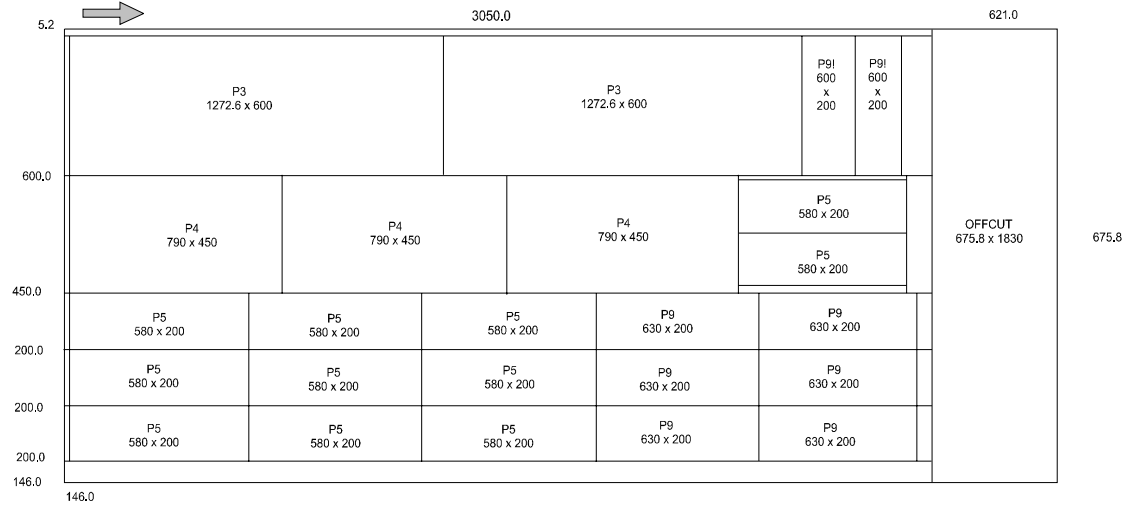 5.2
3050.0
621.0
P3
1272.6 x 600
P3
1272.6 x 600
P9!
600
x
200
P9!
600
x
200
600.0
P4
790 x 450
P4
790 x 450
P4
790 x 450
P5
580 x 200
P5
580 x 200
OFFCUT
675.8 x 1830
675.8
450.0
P5
580 x 200
P5
580 x 200
P5
580 x 200
P9
630 x 200
P9
630 x 200
200.0
P5
580 x 200
P5
580 x 200
P5
580 x 200
P9
630 x 200
P9
630 x 200
200.0
P5
580 x 200
P5
580 x 200
P5
580 x 200
P9
630 x 200
P9
630 x 200
200.0
146.0
146.0